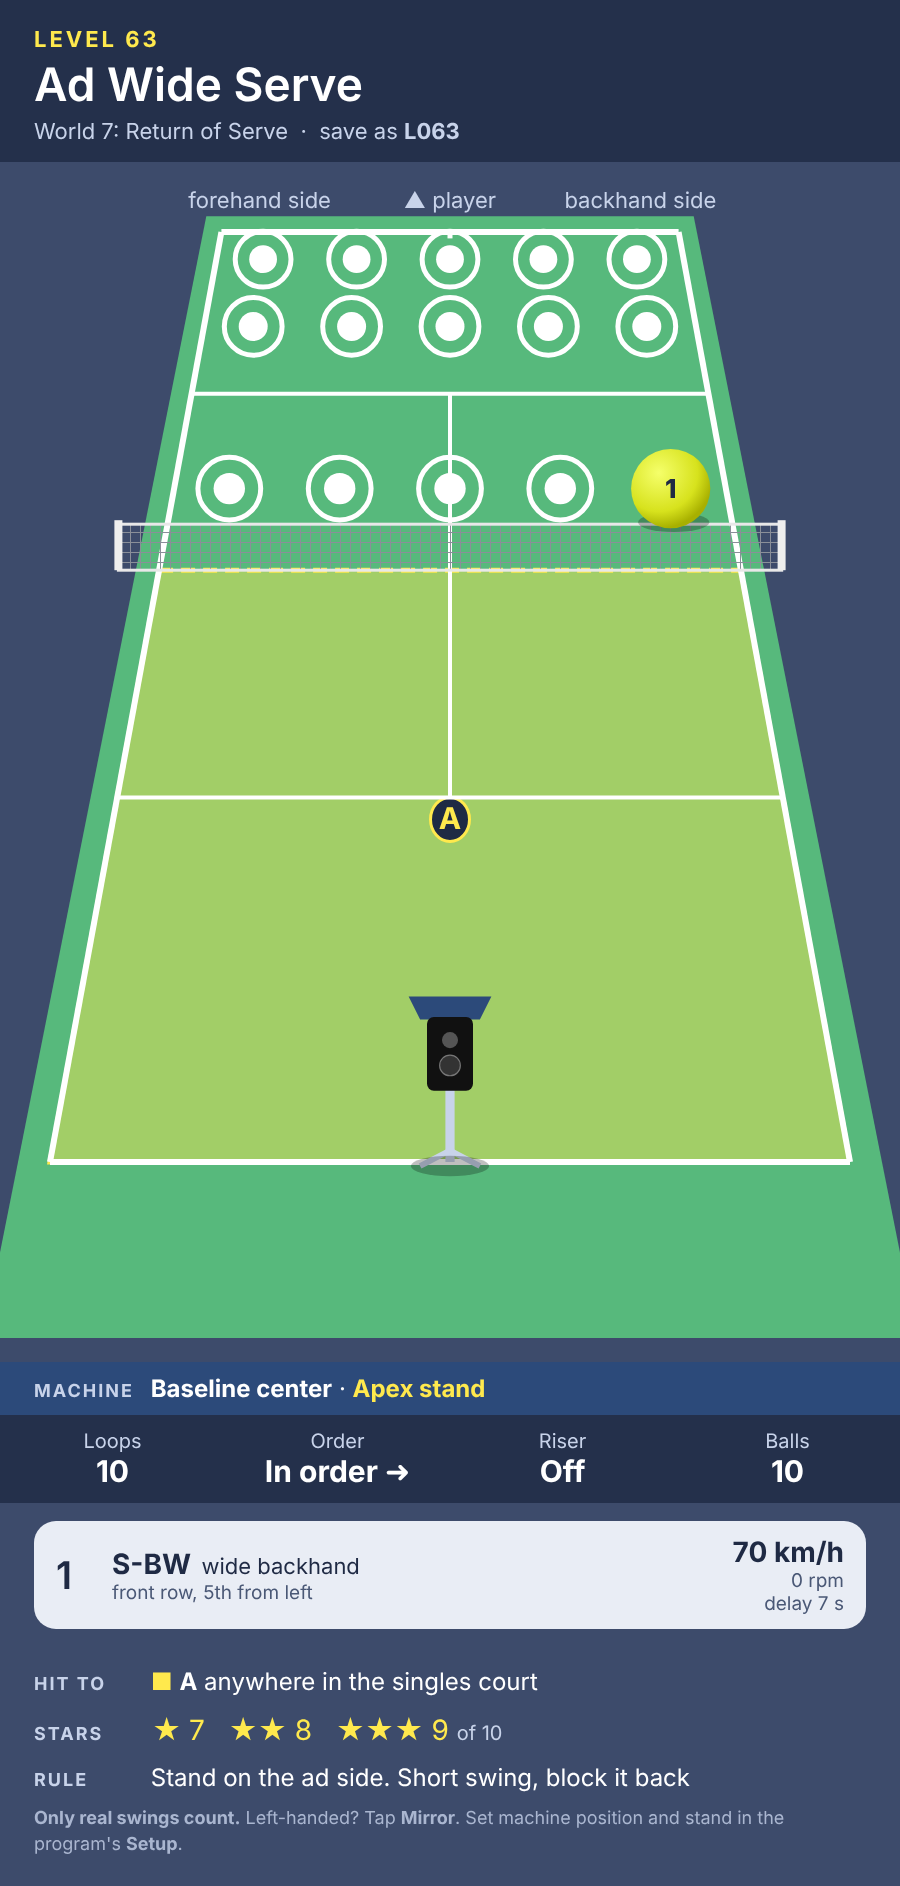 LEVEL 63
Ad Wide Serve
World 7: Return of Serve · save as L063
forehand side ▲ player backhand side
1
A
MACHINE Baseline center · Apex stand
Loops Order Riser Balls
10 In order ➜ Off 10
1 S-BW wide backhand 70 km/h
front row, 5th from left 0 rpm
delay 7 s
HIT TO A anywhere in the singles court
STARS ★ 7 ★★ 8 ★★★ 9 of 10
RULE Stand on the ad side. Short swing, block it back
Only real swings count. Left-handed? Tap Mirror. Set machine position and stand in the
program's Setup.